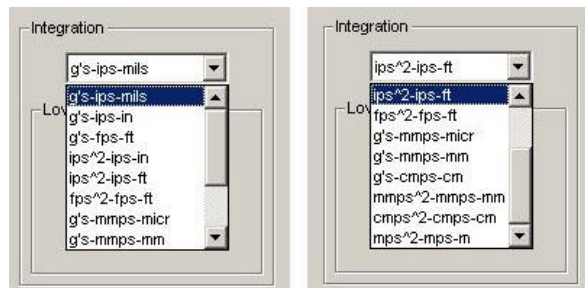 Integration
g's-ips-mils
Lov
g's-ips-mils
g's-ips-in
g's-fps-ft
ips^2-ips-in
ips^2-ips-ft
fps^2-fps-ft
g's-mmps-micr
g's-mmps-mm
Integration
ips^2-ips-ft
Lov
ips^2-ips-ft
fps^2-fps-ft
g's-mmps-micr
g's-mmps-mm
g's-cmps-cm
mmps^2-mmps-mm
cmps^2-cmps-cm
mps^2-mps-m